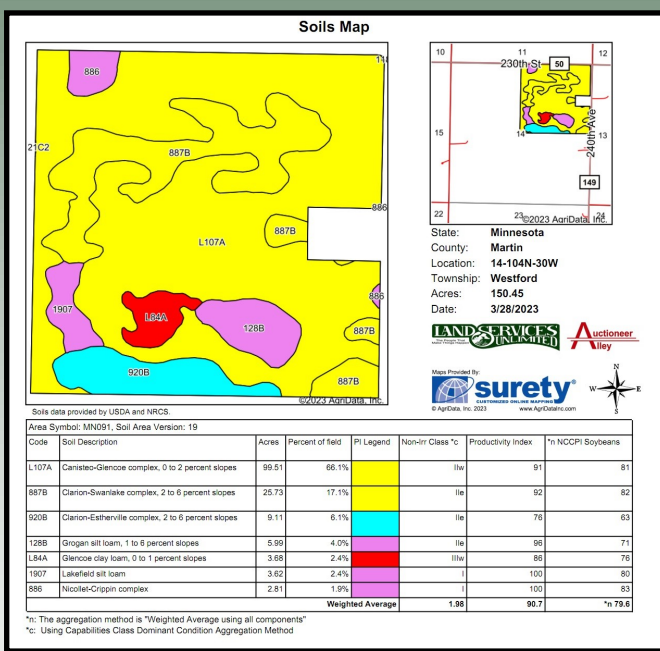 Soils Map
886
887B
21C2
L107A
887B
886
886
1907
L84A
128B
887B
920B
887B
©2023 AgriData, Inc.
Soils data provided by USDA and NRCS.
10
11
12
230th St
50
15
14
13
240th Ave
149
22
23
24
©2023 AgriData, Inc.
State: Minnesota
County: Martin
Location: 14-104N-30W
Township: Westford
Acres: 150.45
Date: 3/28/2023
LAND SERVICES
UNLIMITED
Auctioneer
Alley
Maps Provided By:
surety®
CUSTOMIZED ONLINE MAPPING
© AgriData, Inc. 2023 www.AgriDataInc.com
N
W E
S
Area Symbol: MN091, Soil Area Version: 19
Code Soil Description Acres Percent of field PI Legend Non-Irr Class *c Productivity Index *n NCCPI Soybeans
L107A Canisteo-Glencoe complex, 0 to 2 percent slopes 99.51 66.1% IIw 91 81
887B Clarion-Swanlake complex, 2 to 6 percent slopes 25.73 17.1% IIe 92 82
920B Clarion-Estherville complex, 2 to 6 percent slopes 9.11 6.1% IIe 76 63
128B Grogan silt loam, 1 to 6 percent slopes 5.99 4.0% IIe 96 71
L84A Glencoe clay loam, 0 to 1 percent slopes 3.68 2.4% IIIw 86 76
1907 Lakefield silt loam 3.62 2.4% I 100 80
886 Nicollet-Crippin complex 2.81 1.9% I 100 83
Weighted Average 1.98 90.7 *n 79.6
*n: The aggregation method is "Weighted Average using all components"
*c: Using Capabilities Class Dominant Condition Aggregation Method